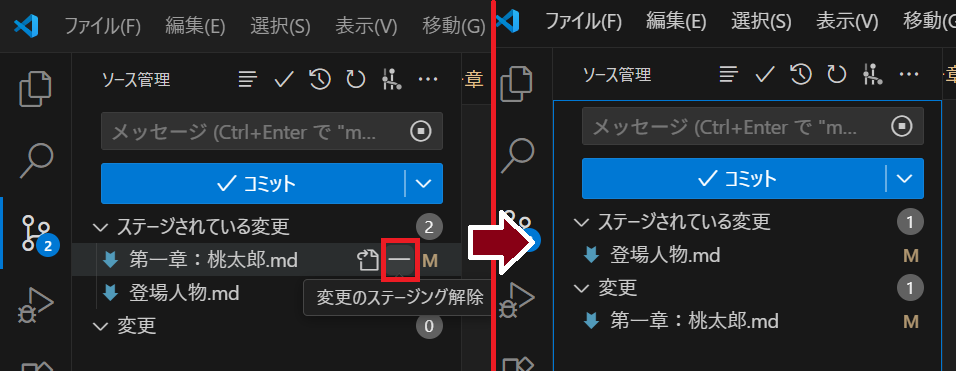 ファイル(F) 編集(E) 選択(S) 表示(V) 移動(G
ソース管理
章
メッセージ (Ctrl+Enter で "m...
コミット
ステージされている変更 2
第一章：桃太郎.md M
登場人物.md
変更のステージング解除
変更 0
2
ファイル(F) 編集(E) 選択(S) 表示(V) 移動(G
ソース管理
章
メッセージ (Ctrl+Enter で "m...
コミット
ステージされている変更 1
登場人物.md M
変更 1
第一章：桃太郎.md M